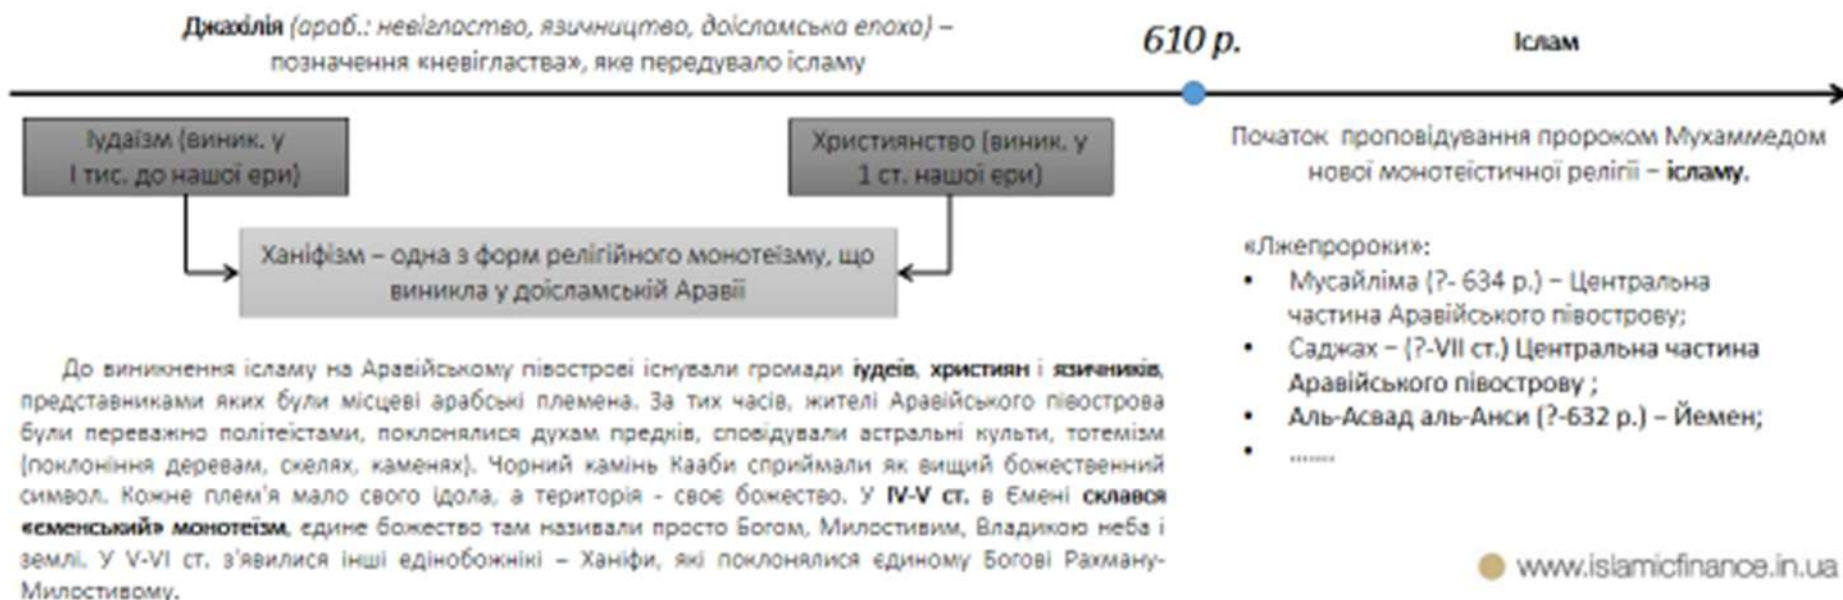 Джахілія (араб.: невігластво, язичництво, доісламська епоха) –
позначення «невігластва», яке передувало ісламу
610 р.
Іслам
Іудаїзм (виник. у
І тис. до нашої ери)
Християнство (виник. у
1 ст. нашої ери)
Ханіфізм – одна з форм релігійного монотеїзму, що
виникла у доісламській Аравії
До виникнення ісламу на Аравійському півострові існували громади іудеїв, християн і язичників,
представниками яких були місцеві арабські племена. За тих часів, жителі Аравійського півострова
були переважно політеїстами, поклонялися духам предків, сповідували астральні культи, тотемізм
(поклоніння деревам, скелях, каменях). Чорний камінь Кааби сприймали як вищий божественний
символ. Кожне плем'я мало свого ідола, а територія - своє божество. У IV-V ст. в Ємені склався
«єменський» монотеїзм, єдине божество там називали просто Богом, Милостивим, Владикою неба і
землі. У V-VI ст. з'явилися інші едінобожнікі – Ханіфи, які поклонялися єдиному Богові Рахману-
Милостивому.
Початок проповідування пророком Мухаммедом
нової монотеїстичної релігії – ісламу.
«Лжепророки»:
• Мусайліма (?- 634 р.) – Центральна
частина Аравійського півострову;
• Саджах – (?-VII ст.) Центральна частина
Аравійського півострову ;
• Аль-Асвад аль-Анси (?-632 р.) – Йемен;
• .......
www.islamicfinance.in.ua